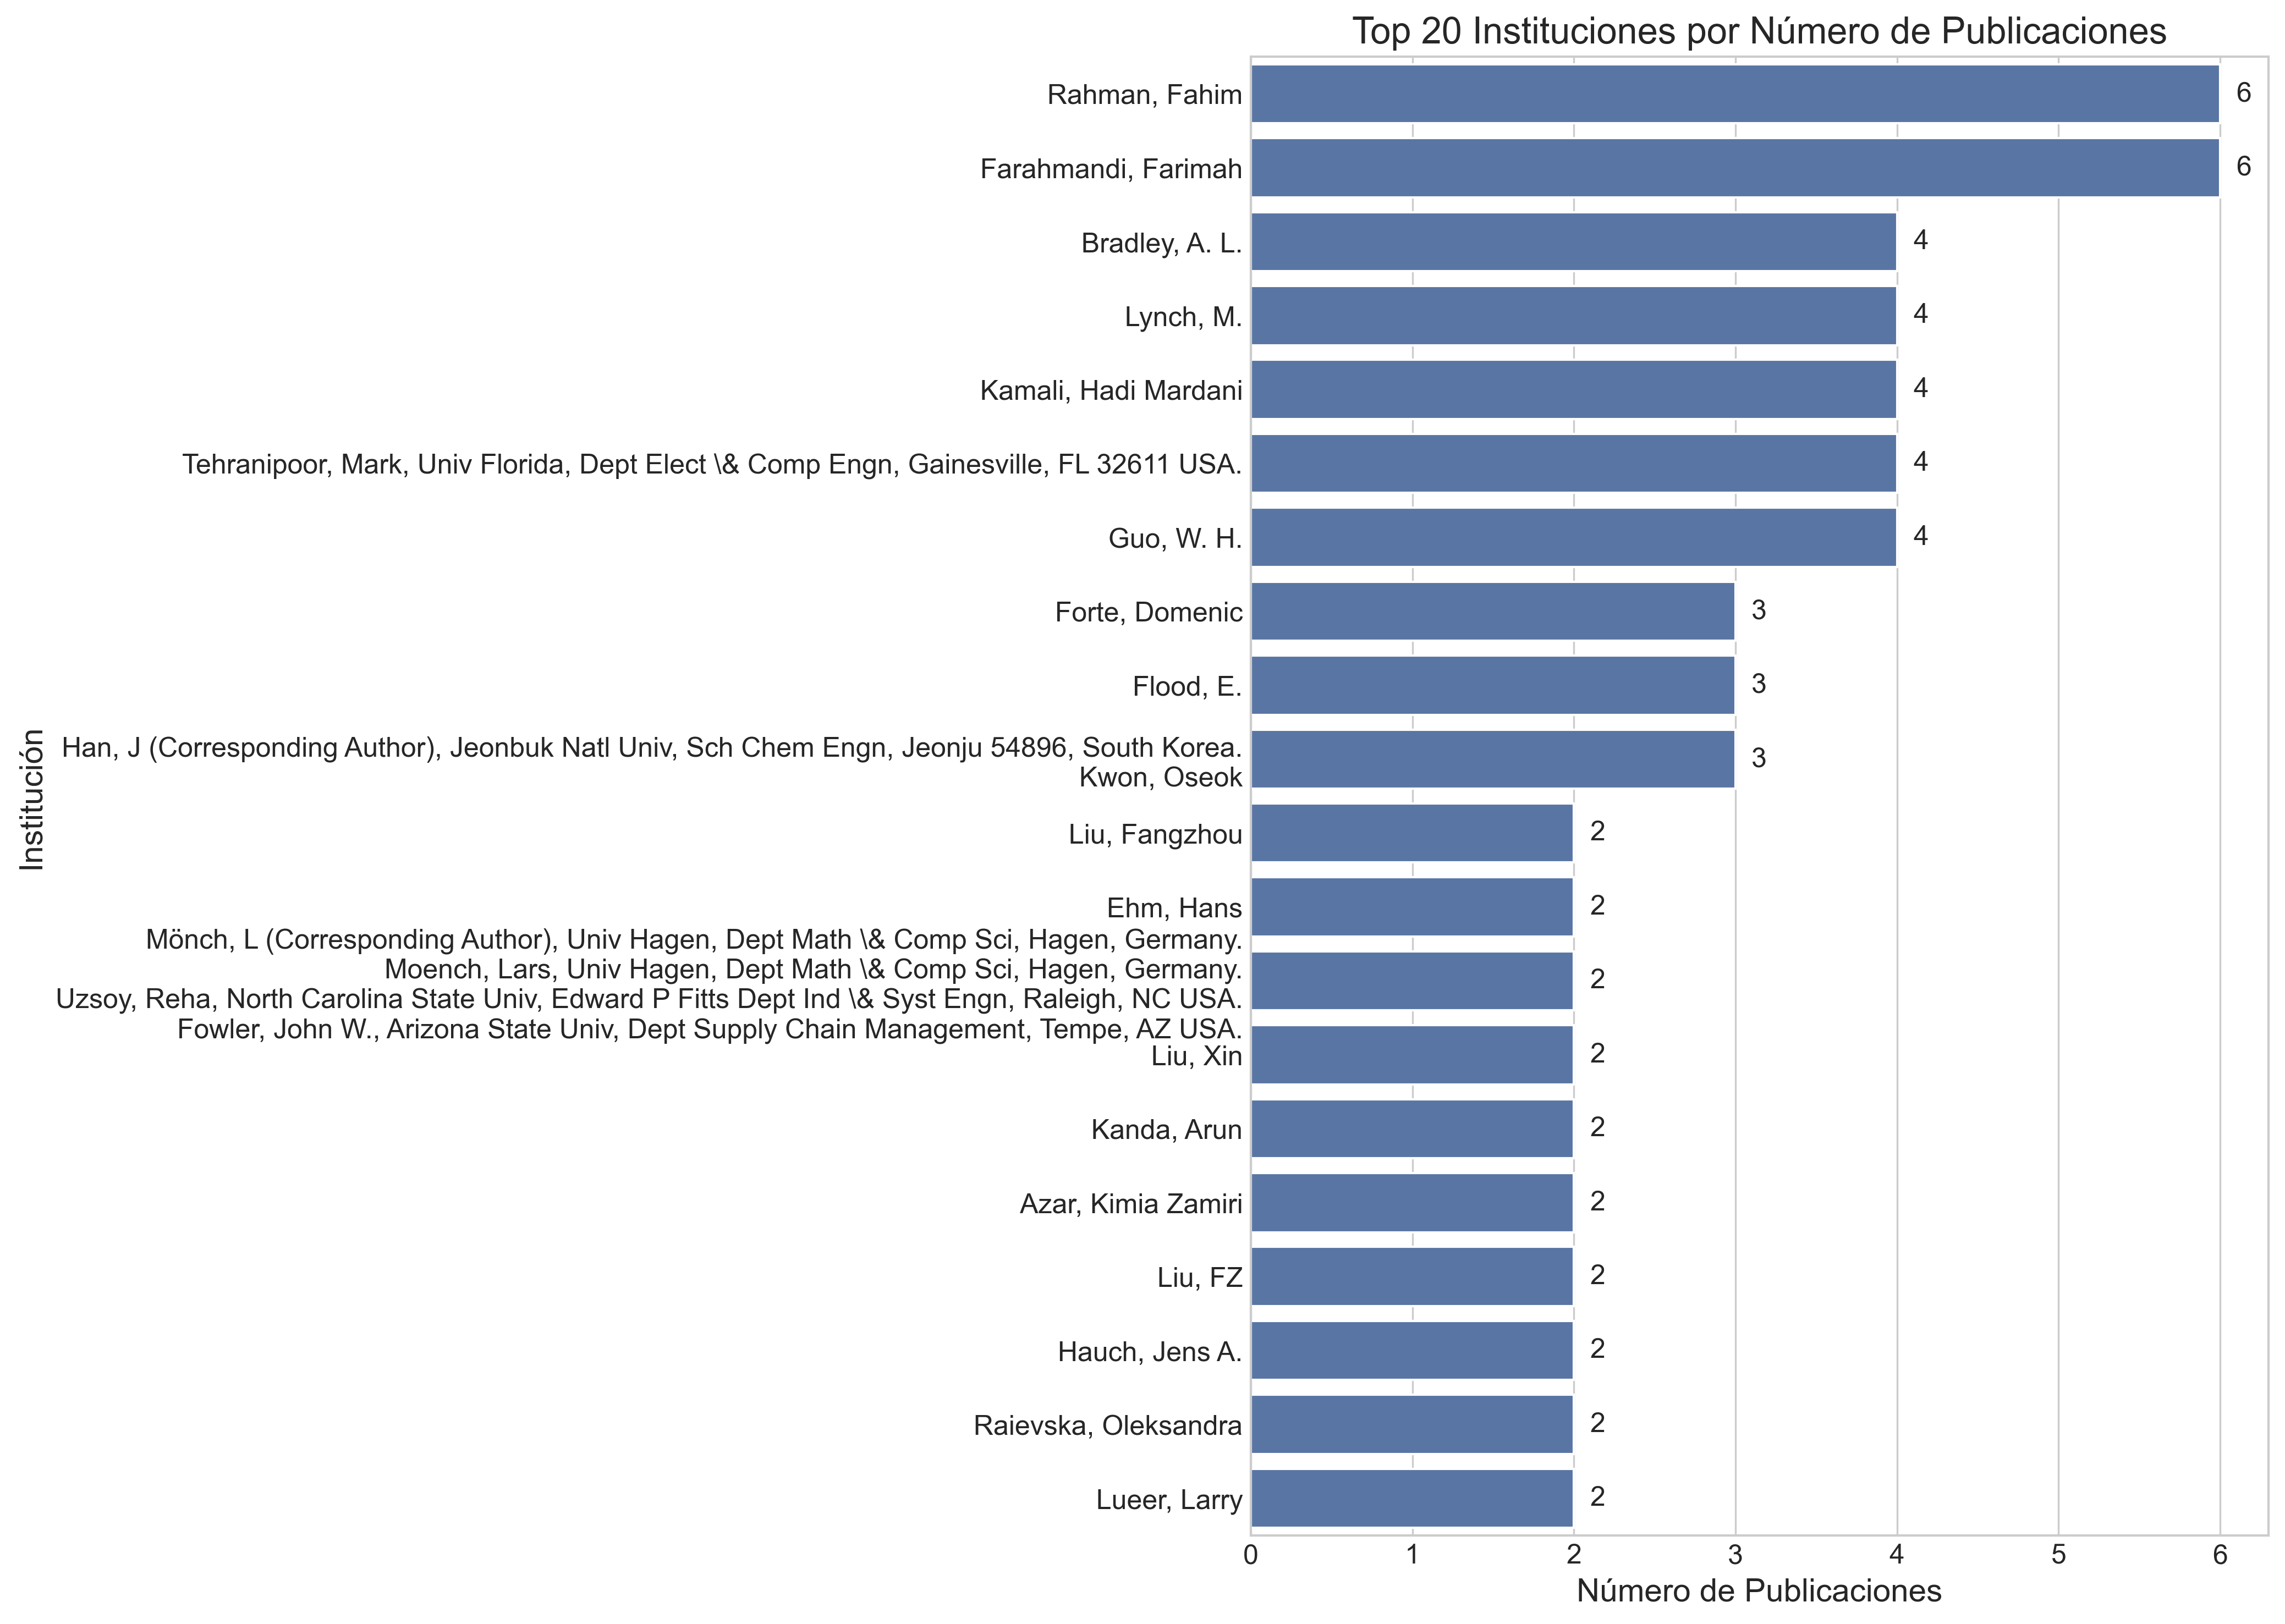 Top 20 Instituciones por Número de Publicaciones
Institución
Rahman, Fahim
6
Farahmandi, Farimah
6
Bradley, A. L.
4
Lynch, M.
4
Kamali, Hadi Mardani
4
Tehranipoor, Mark, Univ Florida, Dept Elect \& Comp Engn, Gainesville, FL 32611 USA.
4
Guo, W. H.
4
Forte, Domenic
3
Flood, E.
3
Han, J (Corresponding Author), Jeonbuk Natl Univ, Sch Chem Engn, Jeonju 54896, South Korea.
Kwon, Oseok
3
Liu, Fangzhou
2
Ehm, Hans
2
Mönch, L (Corresponding Author), Univ Hagen, Dept Math \& Comp Sci, Hagen, Germany.
Moench, Lars, Univ Hagen, Dept Math \& Comp Sci, Hagen, Germany.
Uzsoy, Reha, North Carolina State Univ, Edward P Fitts Dept Ind \& Syst Engn, Raleigh, NC USA.
Fowler, John W., Arizona State Univ, Dept Supply Chain Management, Tempe, AZ USA.
2
Liu, Xin
2
Kanda, Arun
2
Azar, Kimia Zamiri
2
Liu, FZ
2
Hauch, Jens A.
2
Raievska, Oleksandra
2
Lueer, Larry
2
0 1 2 3 4 5 6
Número de Publicaciones